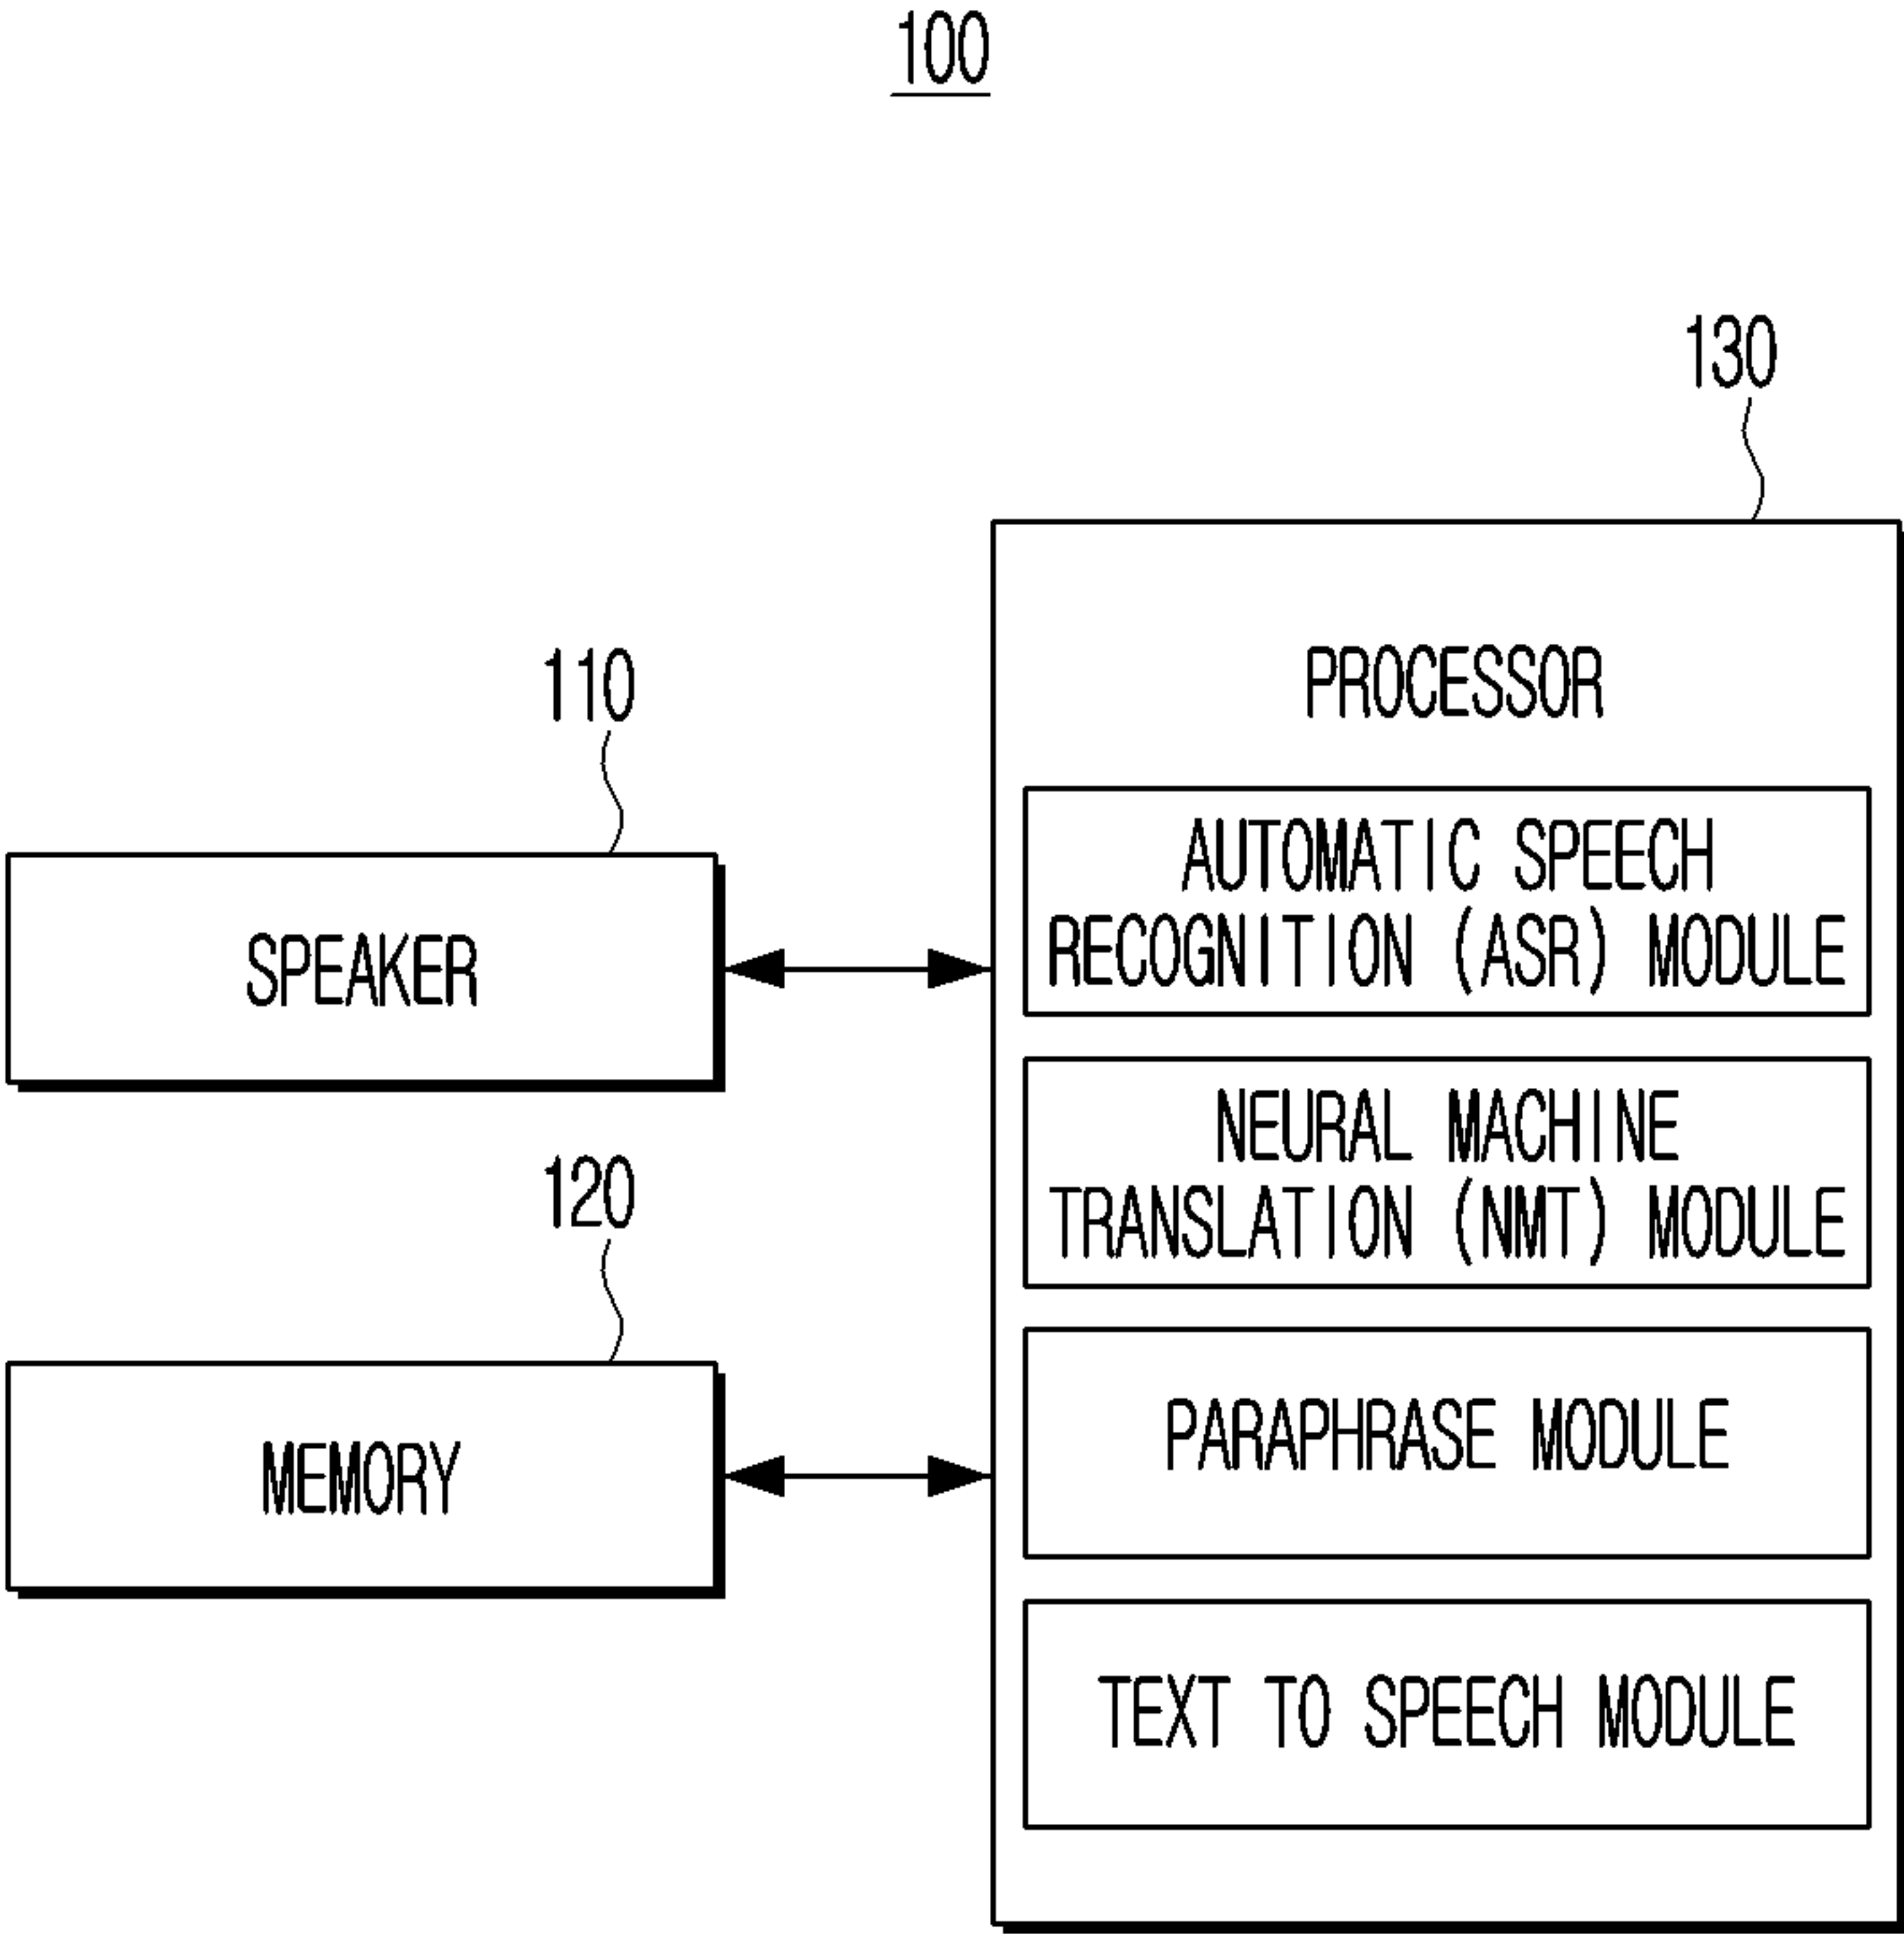 100
130
PROCESSOR
110
SPEAKER
120
MEMORY
AUTOMATIC SPEECH
RECOGNITION (ASR) MODULE
NEURAL MACHINE
TRANSLATION (NMT) MODULE
PARAPHRASE MODULE
TEXT TO SPEECH MODULE